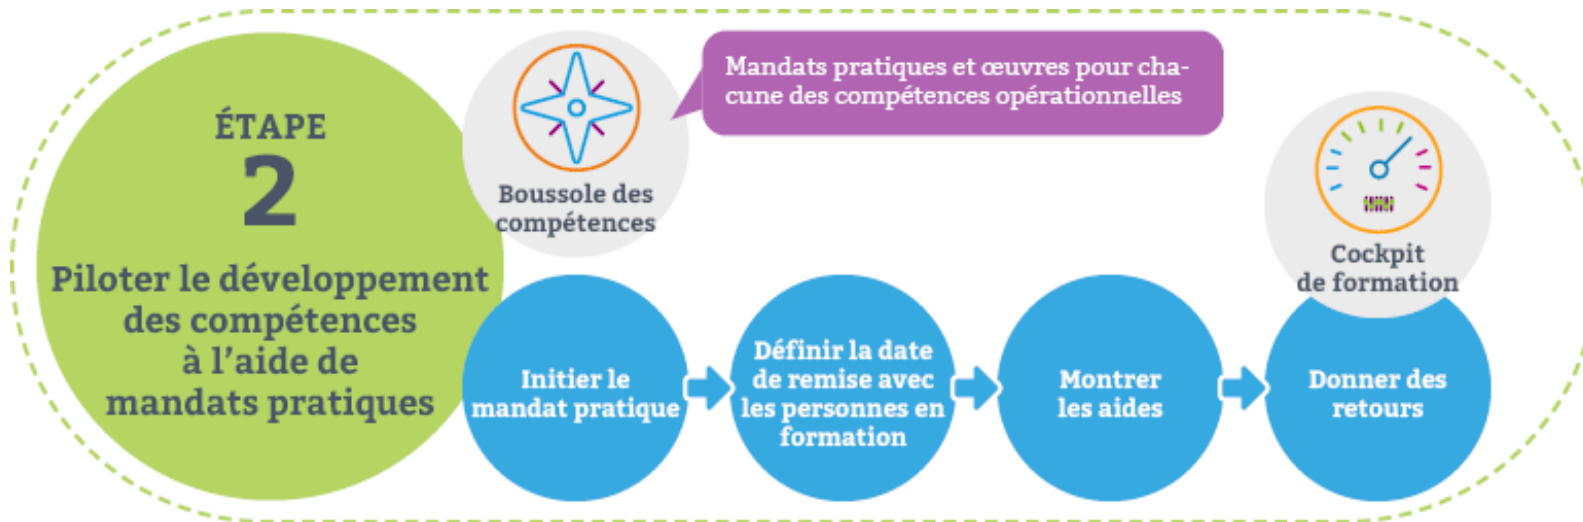 ÉTAPE
2
Piloter le développement
des compétences
à l’aide de
mandats pratiques
Boussole des
compétences
Mandats pratiques et œuvres pour cha-
cune des compétences opérationnelles
Initier le
mandat pratique
Définir la date
de remise avec
les personnes en
formation
Montrer
les aides
Cockpit
de formation
Donner des
retours